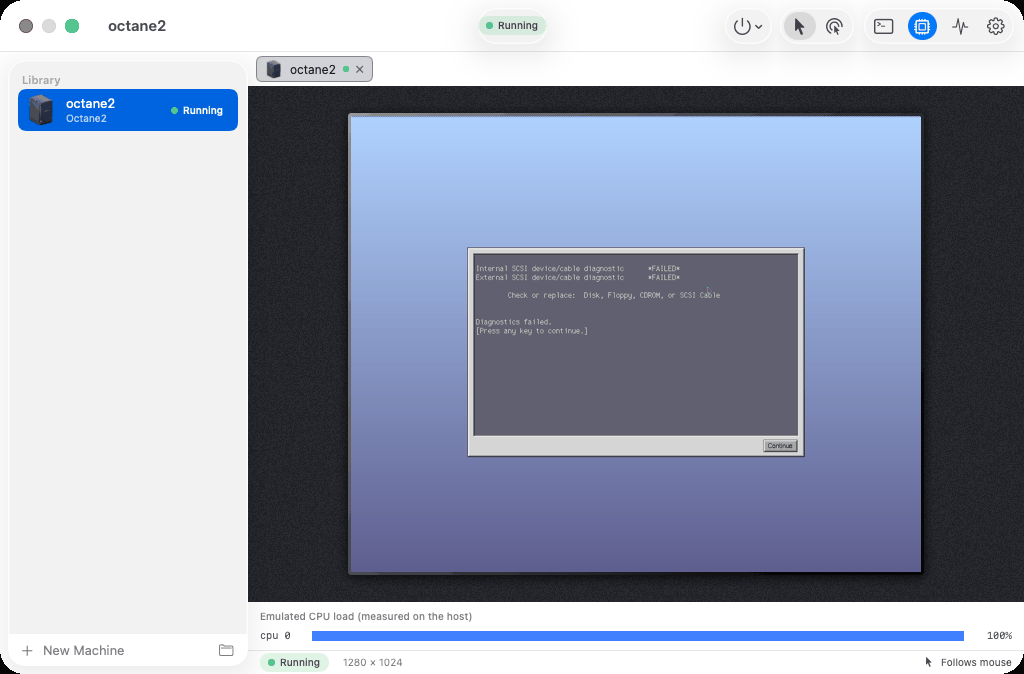 octane2
Running
Library
octane2
Octane2
Running
octane2
Internal SCSI device/cable diagnostic *FAILED*
External SCSI device/cable diagnostic *FAILED*
Check or replace: Disk, Floppy, CDROM, or SCSI Cable
Diagnostics failed.
[Press any key to continue.]
Continue
Emulated CPU load (measured on the host)
cpu 0 100%
New Machine
Running 1280 × 1024 Follows mouse